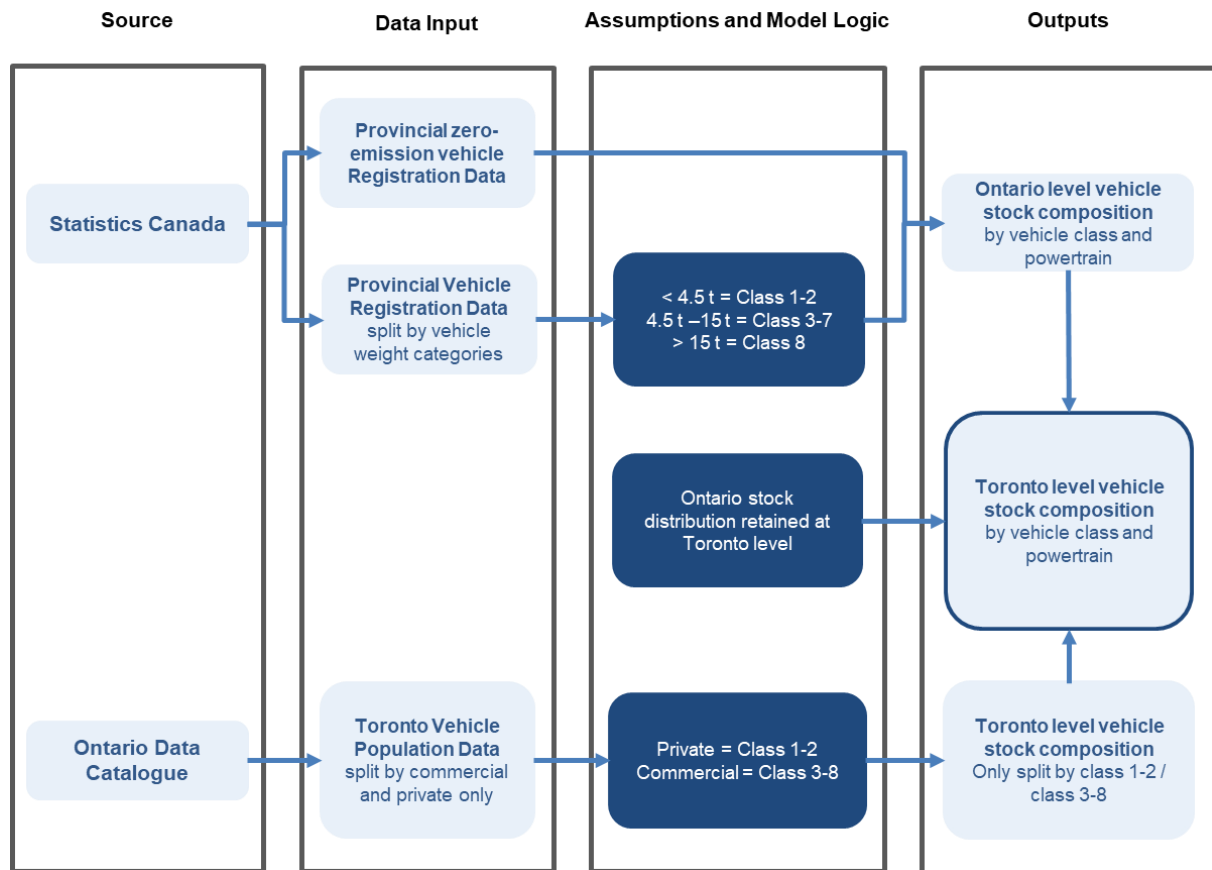 Source
Data Input
Assumptions and Model Logic
Outputs
Statistics Canada
Ontario Data
Catalogue
Provincial zero-
emission vehicle
Registration Data
Provincial Vehicle
Registration Data
split by vehicle
weight categories
Toronto Vehicle
Population Data
split by commercial
and private only
< 4.5 t = Class 1-2
4.5 t –15 t = Class 3-7
> 15 t = Class 8
Ontario stock
distribution retained at
Toronto level
Private = Class 1-2
Commercial = Class 3-8
Ontario level vehicle
stock composition
by vehicle class and
powertrain
Toronto level vehicle
stock composition
by vehicle class and
powertrain
Toronto level vehicle
stock composition
Only split by class 1-2 /
class 3-8